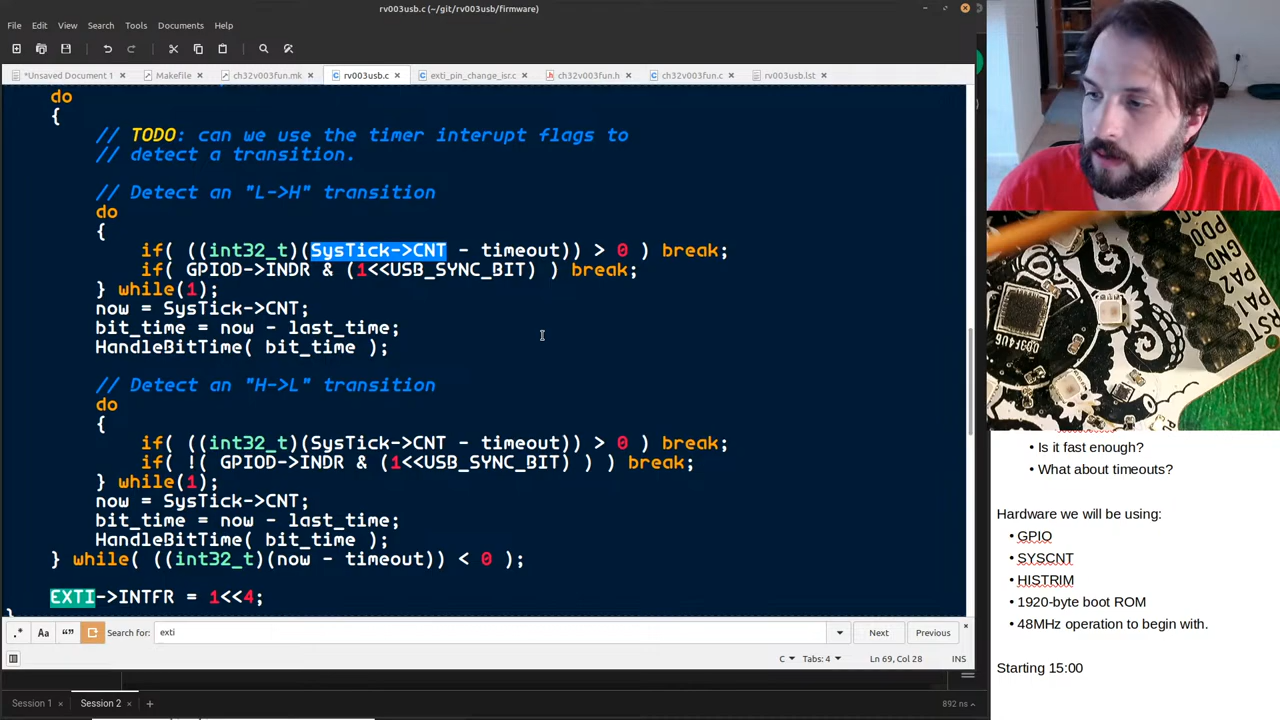 rv003usb.c (~/git/rv003usb/firmware)
File Edit View Search Tools Documents Help
*Unsaved Document 1 × Makefile × ch32v003fun.mk × rv003usb.c × exti_pin_change_isr.c × ch32v003fun.h × ch32v003fun.c × rv003usb.lst ×
do
{
// TODO: can we use the timer interupt flags to
// detect a transition.
// Detect an "L->H" transition
do
{
if( ((int32_t)(SysTick->CNT - timeout)) > 0 ) break;
if( GPIOD->INDR & (1<<USB_SYNC_BIT) ) break;
} while(1);
now = SysTick->CNT;
bit_time = now - last_time;
HandleBitTime( bit_time );
// Detect an "H->L" transition
do
{
if( ((int32_t)(SysTick->CNT - timeout)) > 0 ) break;
if( !( GPIOD->INDR & (1<<USB_SYNC_BIT) ) ) break;
} while(1);
now = SysTick->CNT;
bit_time = now - last_time;
HandleBitTime( bit_time );
} while( ((int32_t)(now - timeout)) < 0 );
EXTI->INTFR = 1<<4;
.* Aa “” Search for: exti Next Previous ×
C Tabs: 4 Ln 69, Col 28 INS
Session 1 × Session 2 × + 892 ns
PD0
PA2
PA1
RST
• Is it fast enough?
• What about timeouts?
Hardware we will be using:
• GPIO
• SYSCNT
• HISTRIM
• 1920-byte boot ROM
• 48MHz operation to begin with.
Starting 15:00